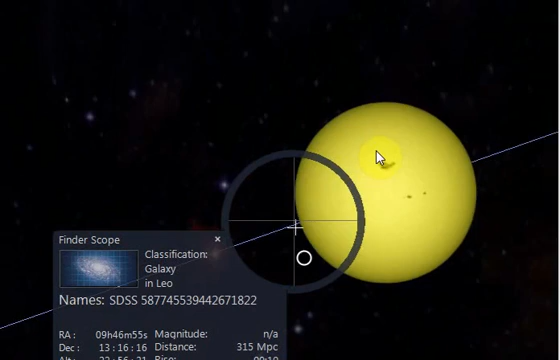 Finder Scope
Classification:
Galaxy
in Leo
Names: SDSS 587745539442671822
RA : 09h46m55s Magnitude: n/a
Dec : 13 : 16 : 16 Distance: 315 Mpc